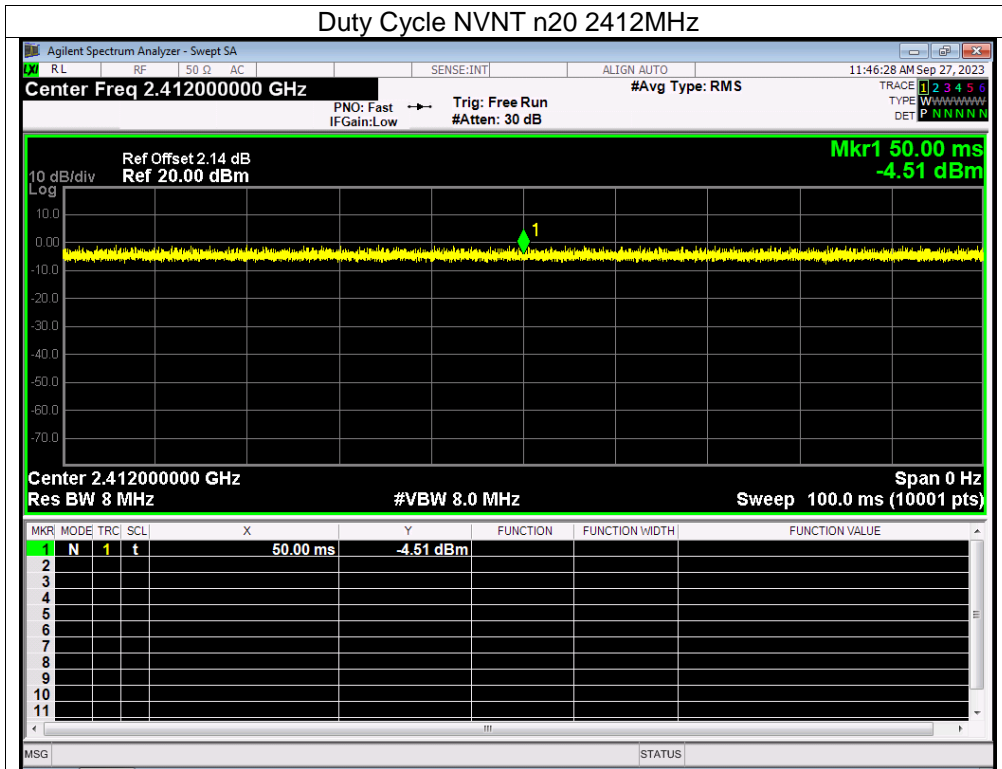 Duty Cycle NVNT n20 2412MHz
Agilent Spectrum Analyzer - Swept SA
LXI RL RF 50 Ω AC SENSE:INT ALIGN AUTO 11:46:28 AM Sep 27, 2023
Center Freq 2.412000000 GHz #Avg Type: RMS TRACE 1 2 3 4 5 6
PNO: Fast Trig: Free Run TYPE WWWWWW
IFGain:Low #Atten: 30 dB DET P N N N N N
Mkr1 50.00 ms
Ref Offset 2.14 dB
10 dB/div Ref 20.00 dBm -4.51 dBm
Log
10.0
1
0.00
-10.0
-20.0
-30.0
-40.0
-50.0
-60.0
-70.0
Center 2.412000000 GHz Span 0 Hz
Res BW 8 MHz #VBW 8.0 MHz Sweep 100.0 ms (10001 pts)
MKR MODE TRC SCL X Y FUNCTION FUNCTION WIDTH FUNCTION VALUE
1 N 1 t 50.00 ms -4.51 dBm
2
3
4
5
6
7
8
9
10
11
MSG STATUS